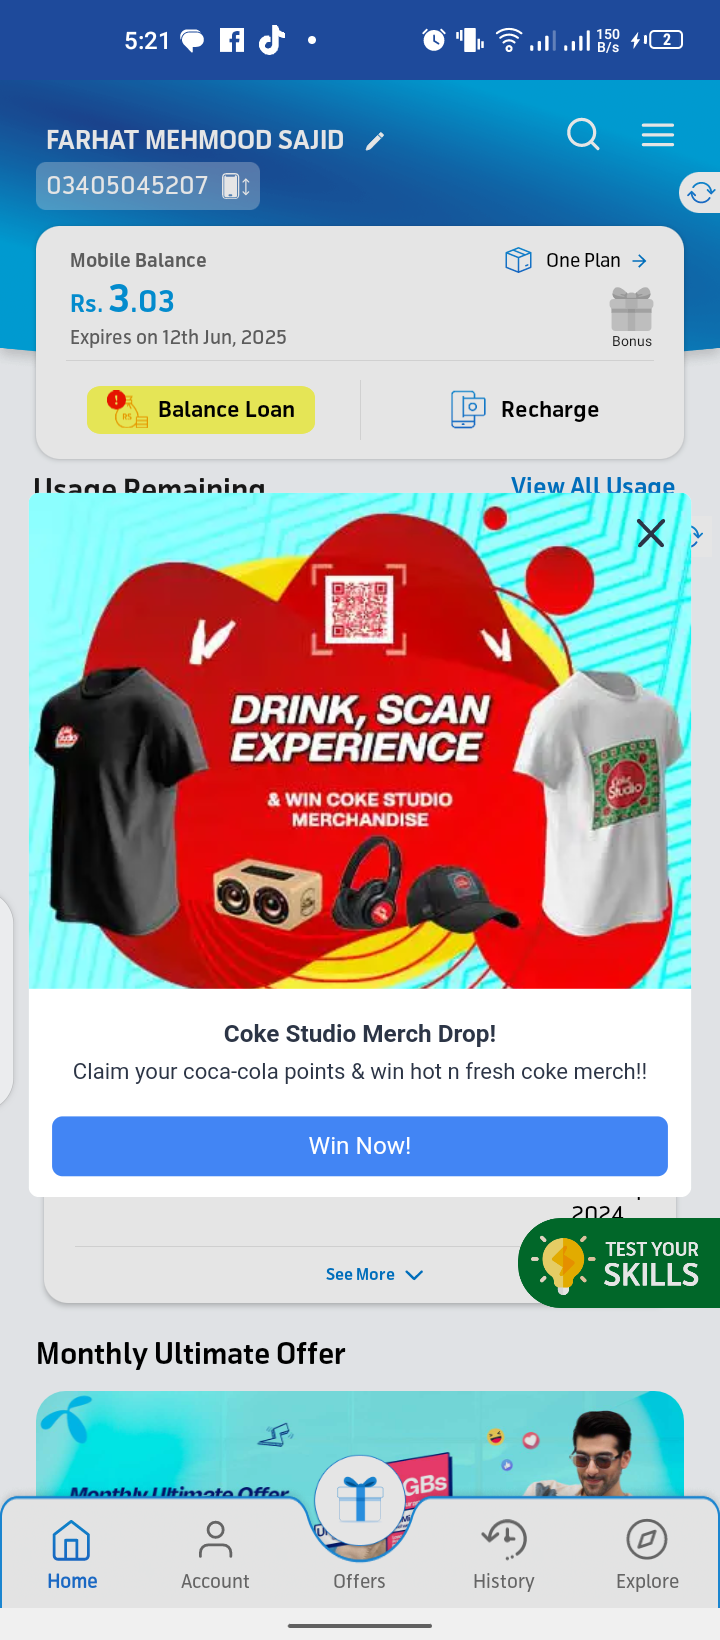 5:21
150
B/s
2
FARHAT MEHMOOD SAJID
03405045207
Mobile Balance
One Plan
Rs. 3.03
Expires on 12th Jun, 2025
Bonus
RS
Balance Loan
Recharge
Usage Remaining
View All Usage
DRINK, SCAN
EXPERIENCE
& WIN COKE STUDIO
MERCHANDISE
Coke
Studio
Coke Studio Merch Drop!
Claim your coca-cola points & win hot n fresh coke merch!!
Win Now!
2024
TEST YOUR
SKILLS
See More
Monthly Ultimate Offer
Monthly Ultimate Offer
GBs
Home
Account
Offers
History
Explore